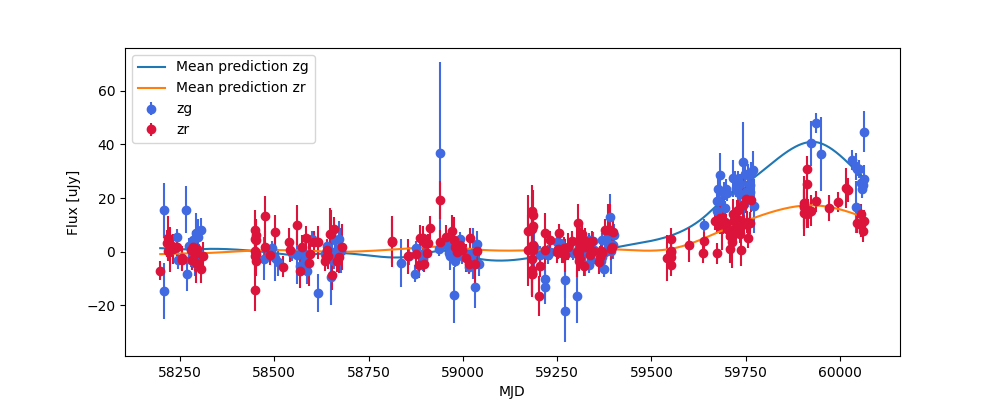 Mean prediction zg
Mean prediction zr
zg
zr
Flux [uJy]
60
40
20
0
−20
58250 58500 58750 59000 59250 59500 59750 60000
MJD